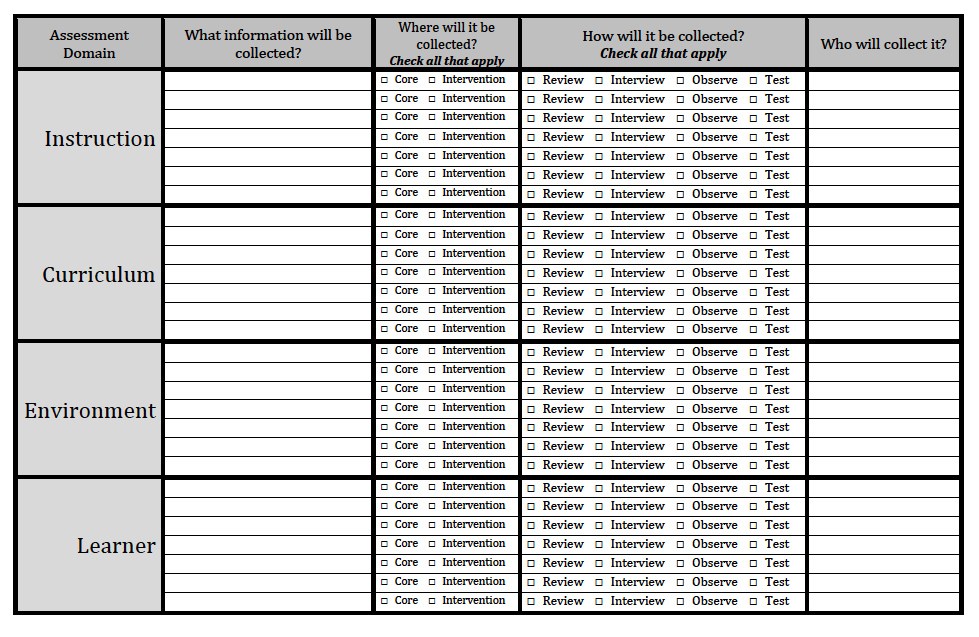 Assessment Domain
What information will be collected?
Where will it be collected?
Check all that apply
How will it be collected?
Check all that apply
Who will collect it?
Instruction
□ Core □ Intervention □ Review □ Interview □ Observe □ Test
□ Core □ Intervention □ Review □ Interview □ Observe □ Test
□ Core □ Intervention □ Review □ Interview □ Observe □ Test
□ Core □ Intervention □ Review □ Interview □ Observe □ Test
□ Core □ Intervention □ Review □ Interview □ Observe □ Test
□ Core □ Intervention □ Review □ Interview □ Observe □ Test
□ Core □ Intervention □ Review □ Interview □ Observe □ Test
Curriculum
□ Core □ Intervention □ Review □ Interview □ Observe □ Test
□ Core □ Intervention □ Review □ Interview □ Observe □ Test
□ Core □ Intervention □ Review □ Interview □ Observe □ Test
□ Core □ Intervention □ Review □ Interview □ Observe □ Test
□ Core □ Intervention □ Review □ Interview □ Observe □ Test
□ Core □ Intervention □ Review □ Interview □ Observe □ Test
□ Core □ Intervention □ Review □ Interview □ Observe □ Test
Environment
□ Core □ Intervention □ Review □ Interview □ Observe □ Test
□ Core □ Intervention □ Review □ Interview □ Observe □ Test
□ Core □ Intervention □ Review □ Interview □ Observe □ Test
□ Core □ Intervention □ Review □ Interview □ Observe □ Test
□ Core □ Intervention □ Review □ Interview □ Observe □ Test
□ Core □ Intervention □ Review □ Interview □ Observe □ Test
□ Core □ Intervention □ Review □ Interview □ Observe □ Test
Learner
□ Core □ Intervention □ Review □ Interview □ Observe □ Test
□ Core □ Intervention □ Review □ Interview □ Observe □ Test
□ Core □ Intervention □ Review □ Interview □ Observe □ Test
□ Core □ Intervention □ Review □ Interview □ Observe □ Test
□ Core □ Intervention □ Review □ Interview □ Observe □ Test
□ Core □ Intervention □ Review □ Interview □ Observe □ Test
□ Core □ Intervention □ Review □ Interview □ Observe □ Test